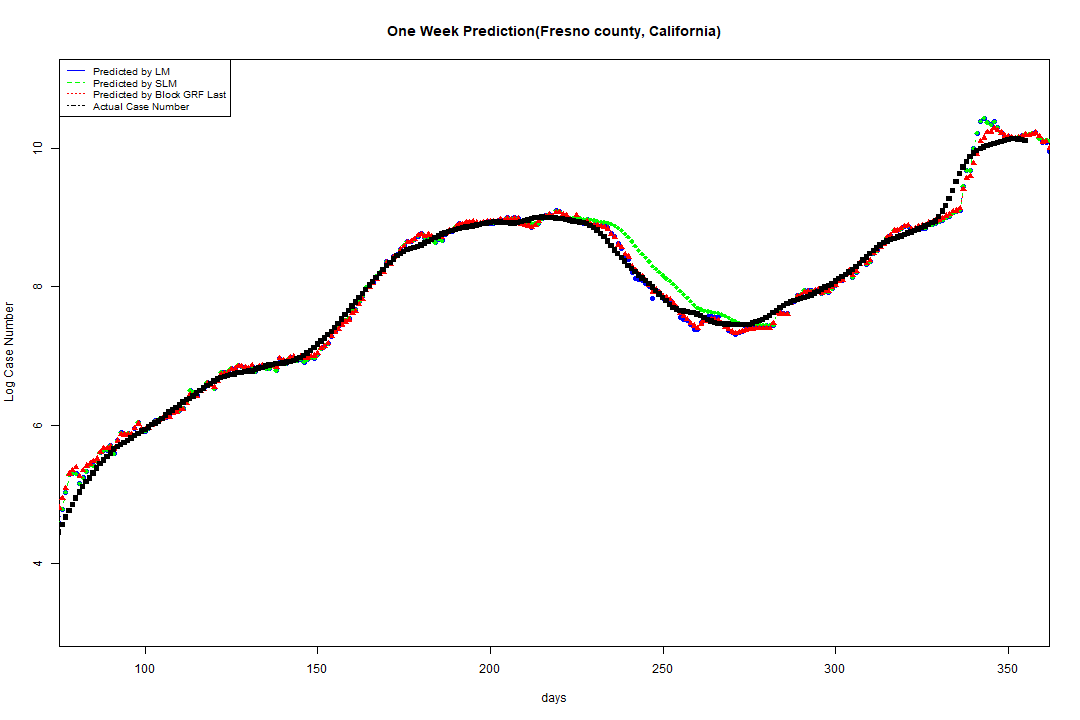 One Week Prediction(Fresno county, California)
Predicted by LM
Predicted by SLM
Predicted by Block GRF Last
Actual Case Number
Log Case Number
10
8
6
4
100 150 200 250 300 350
days